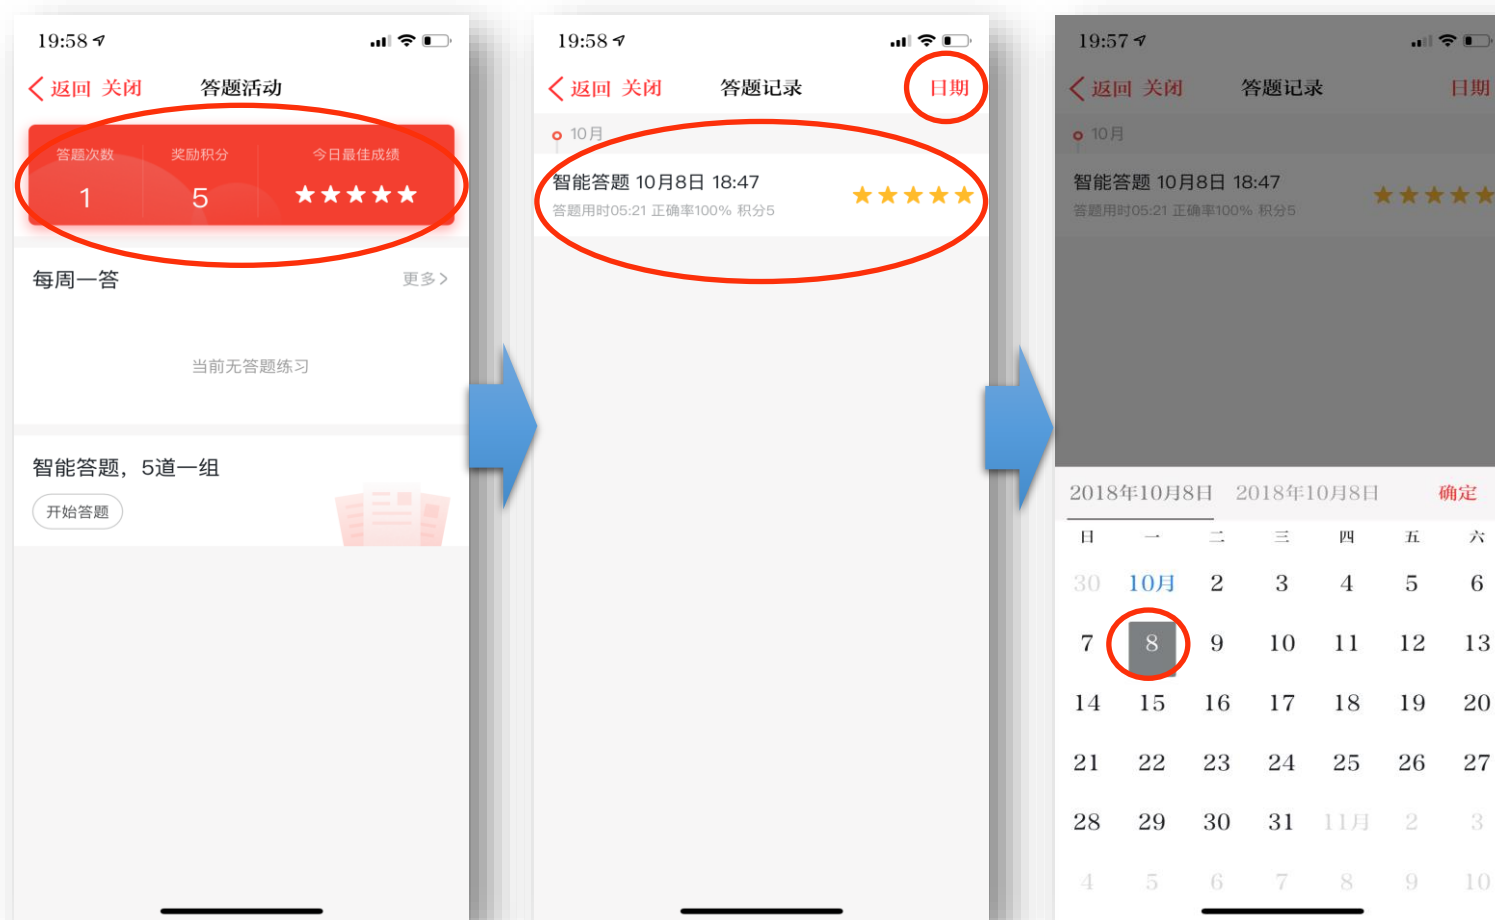 19:58
返回 关闭 答题活动
答题次数 奖励积分 今日最佳成绩
1 5
每周一答 更多
当前无答题练习
智能答题，5道一组
开始答题
19:58
返回 关闭 答题记录 日期
10月
智能答题 10月8日 18:47
答题用时05:21 正确率100% 积分5
19:57
返回 关闭 答题记录 日期
10月
智能答题 10月8日 18:47
答题用时05:21 正确率100% 积分5
2018年10月8日 2018年10月8日 确定
日 一 二 三 四 五 六
30 10月 2 3 4 5 6
7 8 9 10 11 12 13
14 15 16 17 18 19 20
21 22 23 24 25 26 27
28 29 30 31 11月 2 3
4 5 6 7 8 9 10